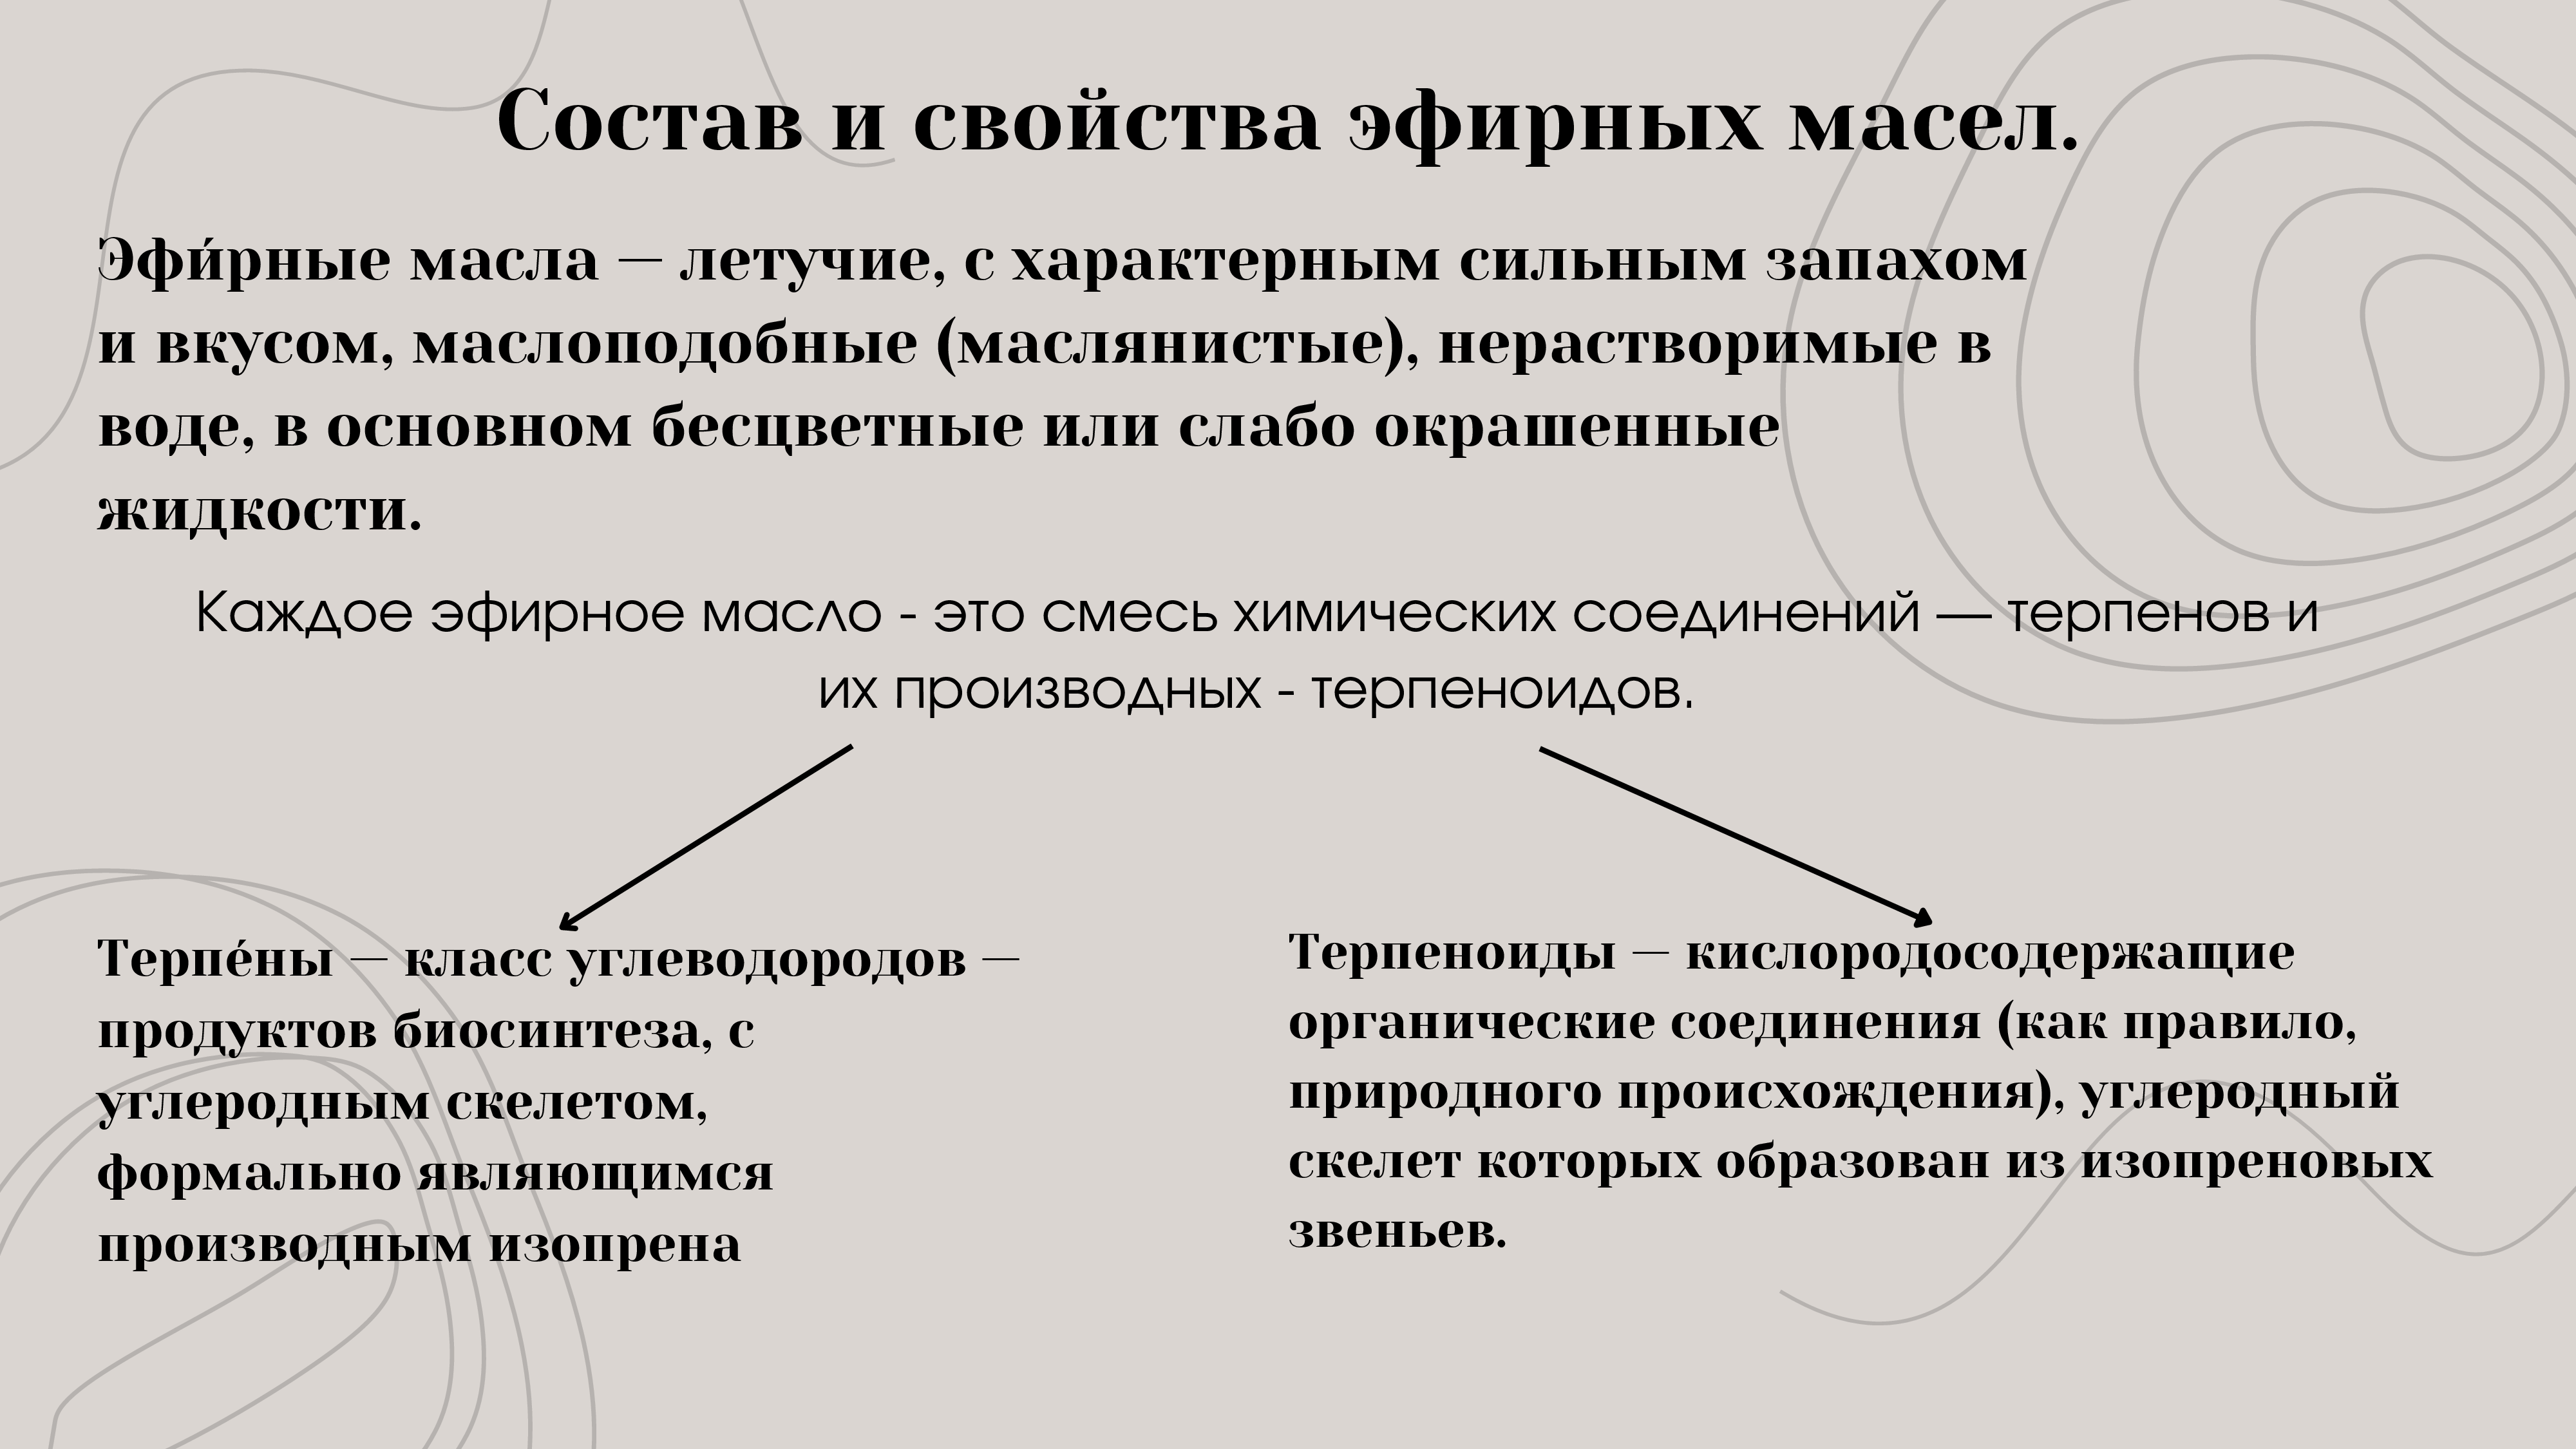 Состав и свойства эфирных масел.
Эфи́рные масла — летучие, с характерным сильным запахом
и вкусом, маслоподобные (маслянистые), нерастворимые в
воде, в основном бесцветные или слабо окрашенные
жидкости.
Каждое эфирное масло - это смесь химических соединений — терпенов и
их производных - терпеноидов.
Терпе́ны — класс углеводородов —
продуктов биосинтеза, с
углеродным скелетом,
формально являющимся
производным изопрена
Терпеноиды — кислородосодержащие
органические соединения (как правило,
природного происхождения), углеродный
скелет которых образован из изопреновых
звеньев.